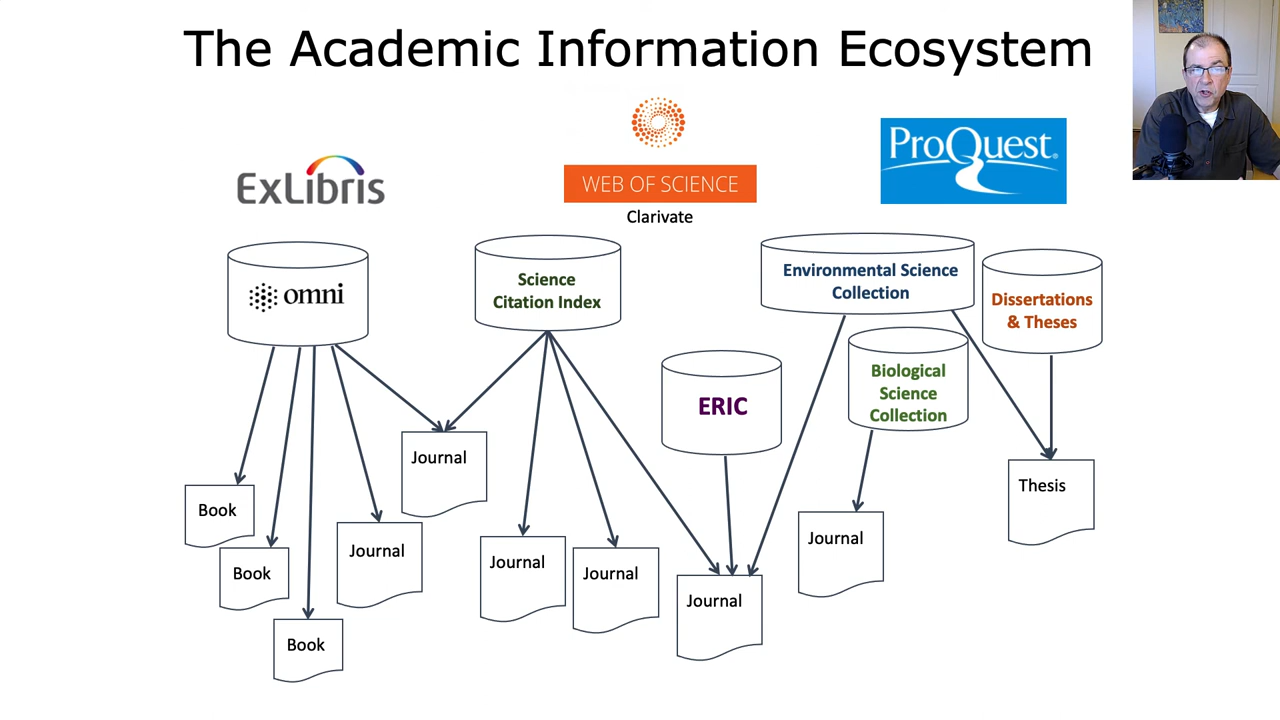 The Academic Information Ecosystem
ExLibris
WEB OF SCIENCE
Clarivate
ProQuest®
omni
Science
Citation Index
Environmental Science
Collection
Dissertations
& Theses
ERIC
Biological
Science
Collection
Journal
Thesis
Book
Journal
Journal
Journal
Journal
Book
Journal
Book